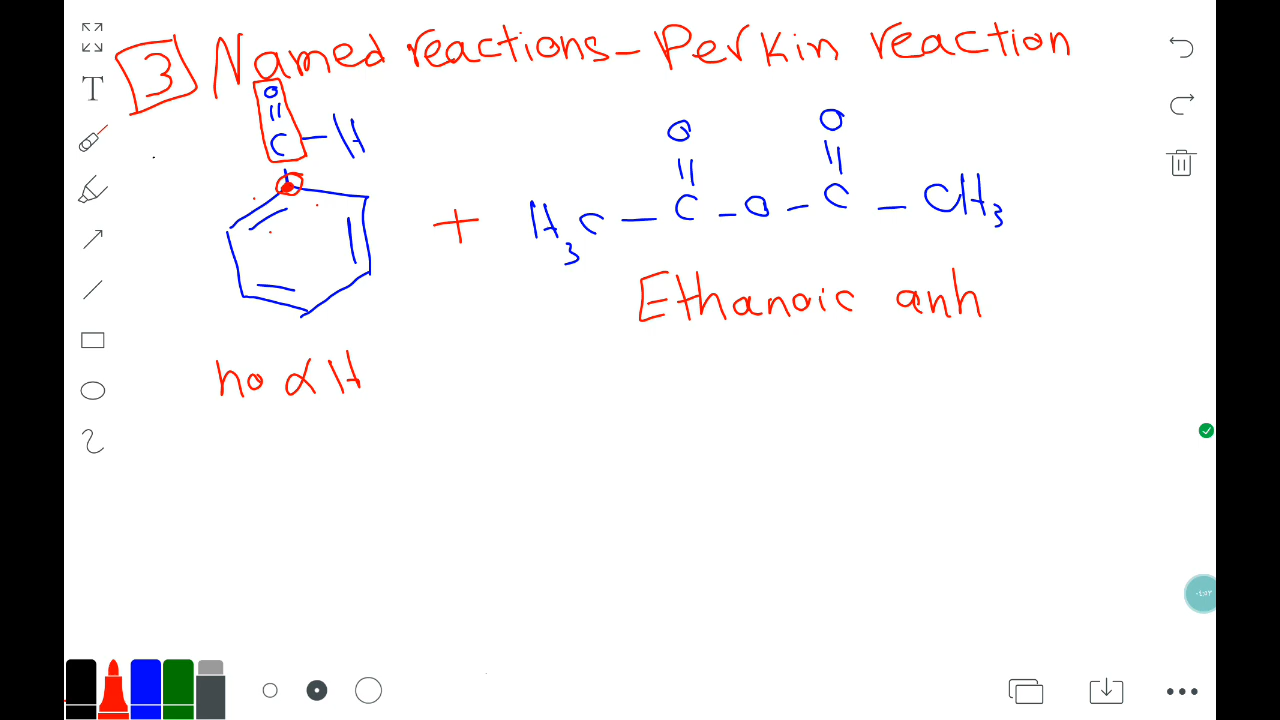 3 Named reactions - Perkin reaction
O
||
C - H
O O
|| ||
+ H3C - C - O - C - CH3
Ethanoic anh
no α H
T